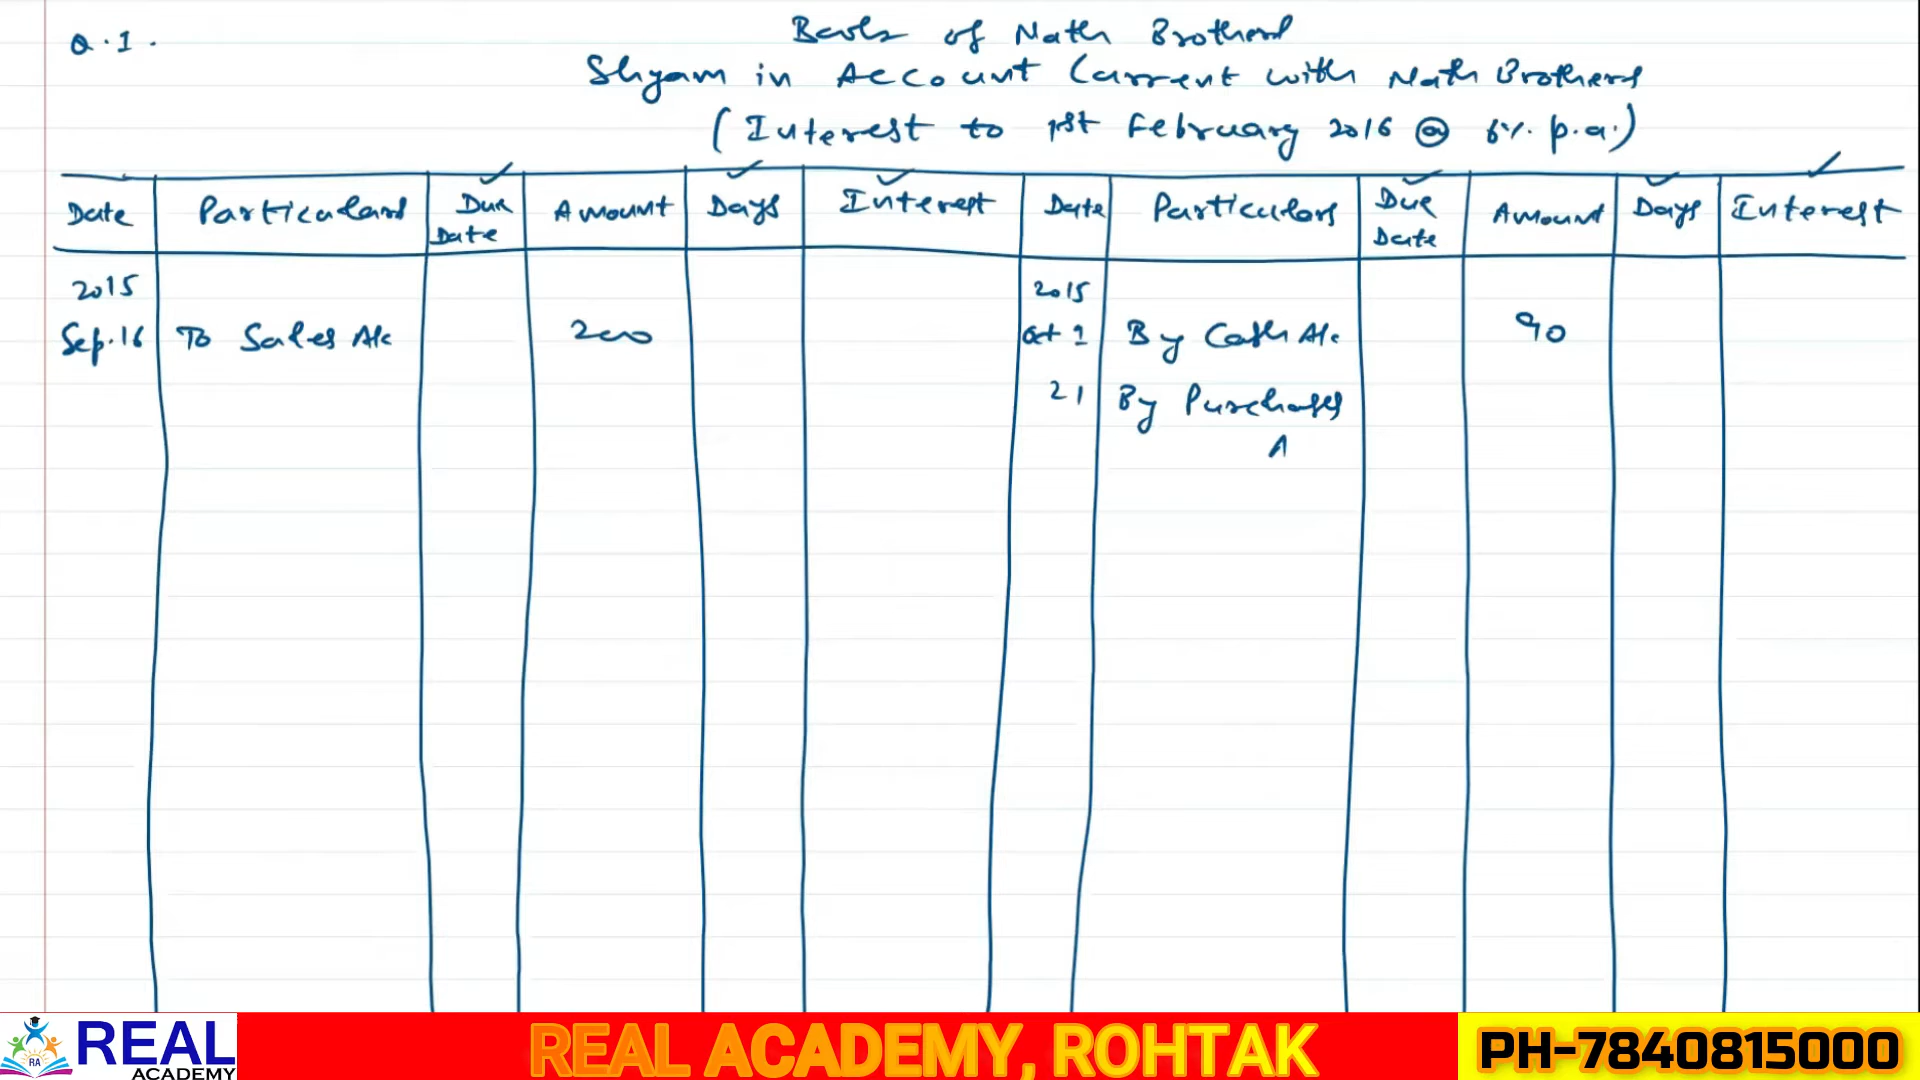 Q.1.
Books of Nath Brothers
Shyam in Account Current with Nath Brothers
(Interest to 1st February 2016 @ 6% p.a.)
Date Particulars Due Date Amount Days Interest Date Particulars Due Date Amount Days Interest
2015 2015
Sep.16 To Sales A/c 200 Oct 1 By Cash A/c 90
21 By Purchases
A
REAL ACADEMY
RA
REAL ACADEMY, ROHTAK
PH-7840815000